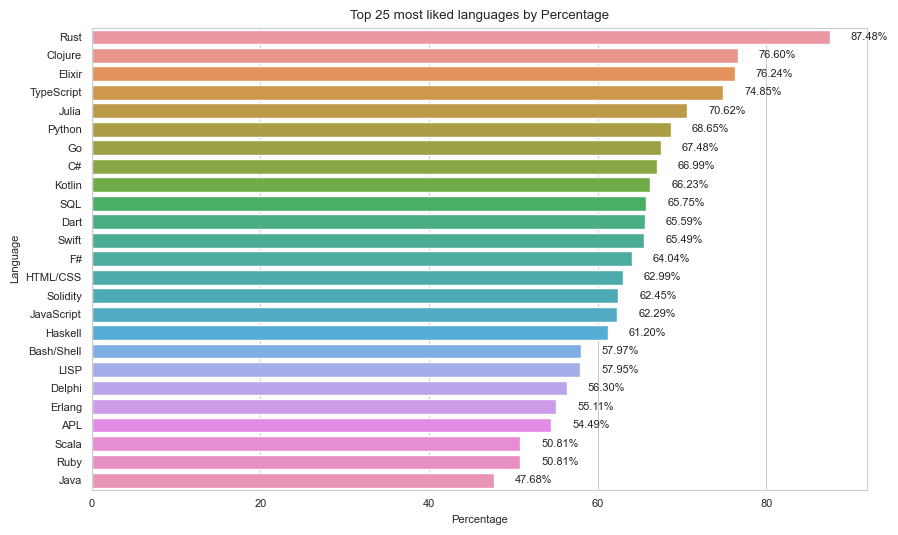 Top 25 most liked languages by Percentage
Rust 87.48%
Clojure 76.60%
Elixir 76.24%
TypeScript 74.85%
Julia 70.62%
Python 68.65%
Go 67.48%
C# 66.99%
Kotlin 66.23%
SQL 65.75%
Dart 65.59%
Swift 65.49%
F# 64.04%
HTML/CSS 62.99%
Solidity 62.45%
JavaScript 62.29%
Haskell 61.20%
Bash/Shell 57.97%
LISP 57.95%
Delphi 56.30%
Erlang 55.11%
APL 54.49%
Scala 50.81%
Ruby 50.81%
Java 47.68%
Language
0 20 40 60 80
Percentage